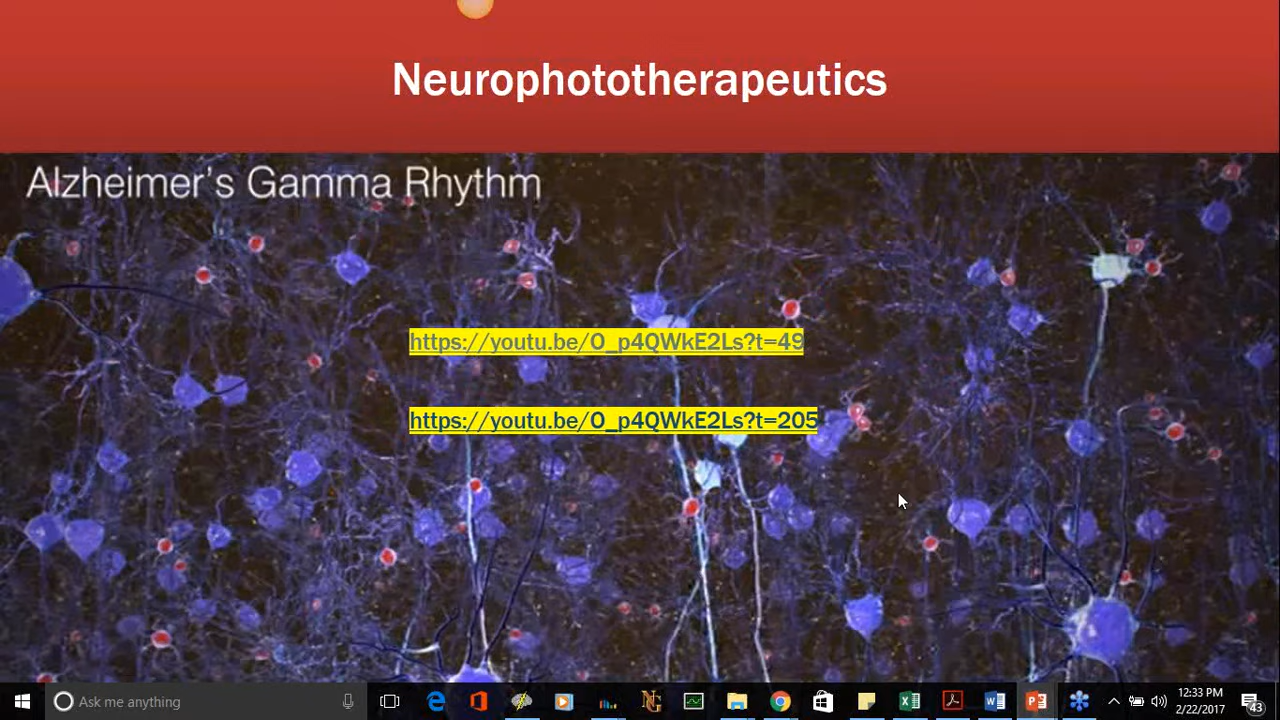 Neurophototherapeutics
Alzheimer's Gamma Rhythm
https://youtu.be/O_p4QWkE2Ls?t=49
https://youtu.be/O_p4QWkE2Ls?t=205
Ask me anything
12:33 PM
2/22/2017
43